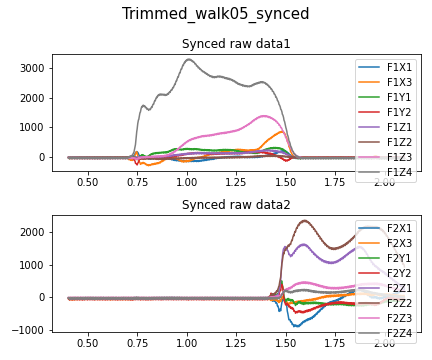 Trimmed_walk05_synced
Synced raw data1
3000
2000
1000
0
F1X1
F1X3
F1Y1
F1Y2
F1Z1
F1Z2
F1Z3
F1Z4
0.50 0.75 1.00 1.25 1.50 1.75 2.00
Synced raw data2
2000
1000
0
−1000
F2X1
F2X3
F2Y1
F2Y2
F2Z1
F2Z2
F2Z3
F2Z4
0.50 0.75 1.00 1.25 1.50 1.75 2.00